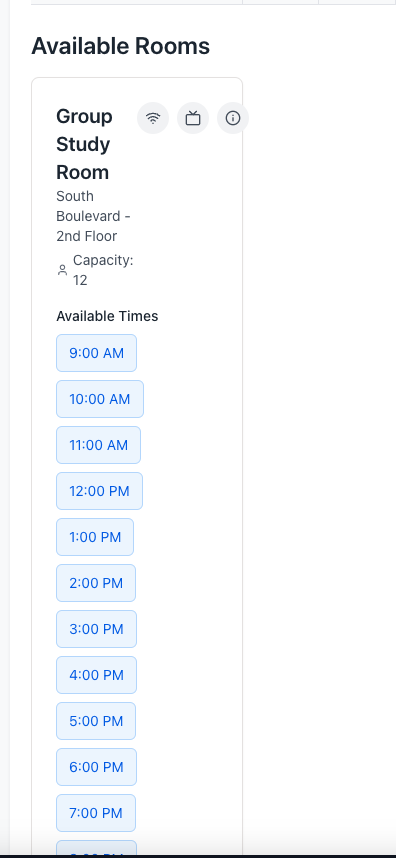 Available Rooms
Group
Study
Room
South
Boulevard -
2nd Floor
Capacity:
12
Available Times
9:00 AM
10:00 AM
11:00 AM
12:00 PM
1:00 PM
2:00 PM
3:00 PM
4:00 PM
5:00 PM
6:00 PM
7:00 PM